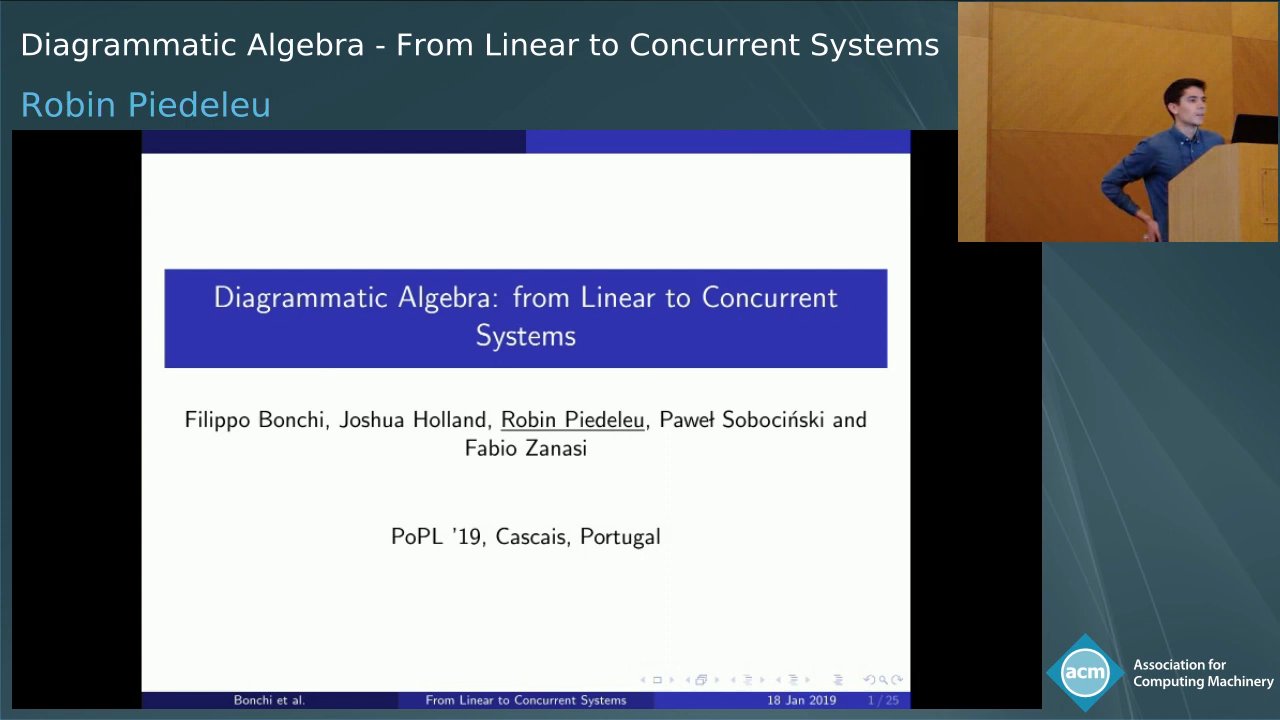 Diagrammatic Algebra - From Linear to Concurrent Systems
Robin Piedeleu
Diagrammatic Algebra: from Linear to Concurrent
Systems
Filippo Bonchi, Joshua Holland, Robin Piedeleu, Paweł Sobociński and
Fabio Zanasi
PoPL '19, Cascais, Portugal
Bonchi et al. From Linear to Concurrent Systems 18 Jan 2019 1 / 25
acm Association for
Computing Machinery